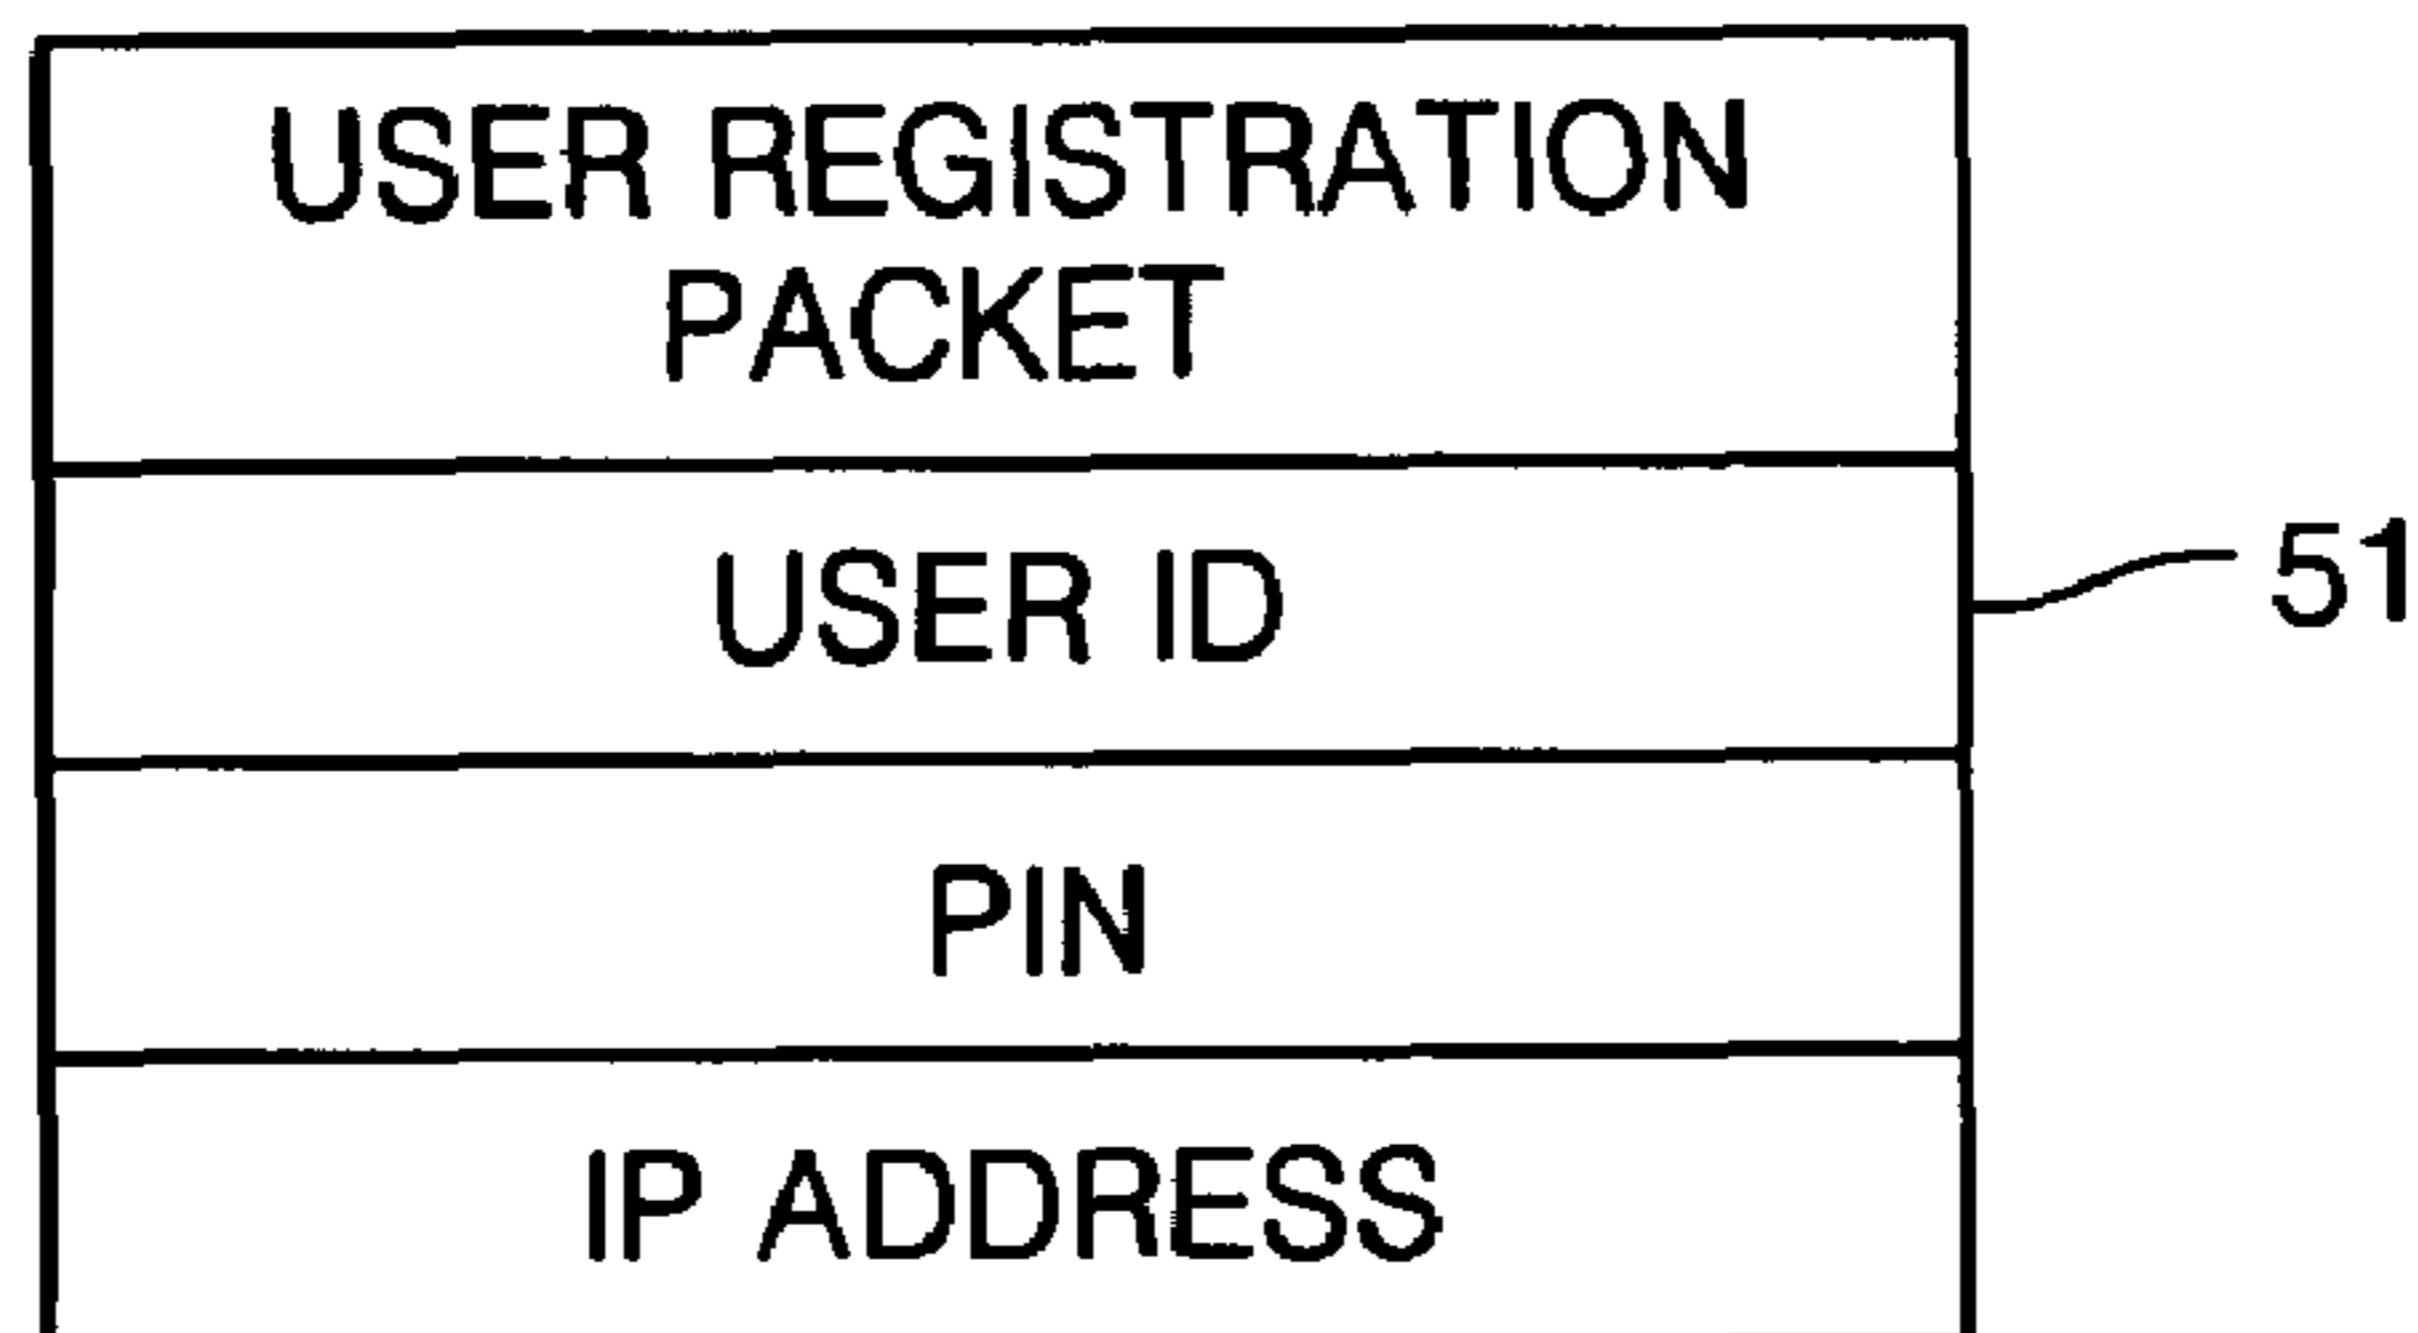 USER REGISTRATION
PACKET
USER ID
51
PIN
IP ADDRESS